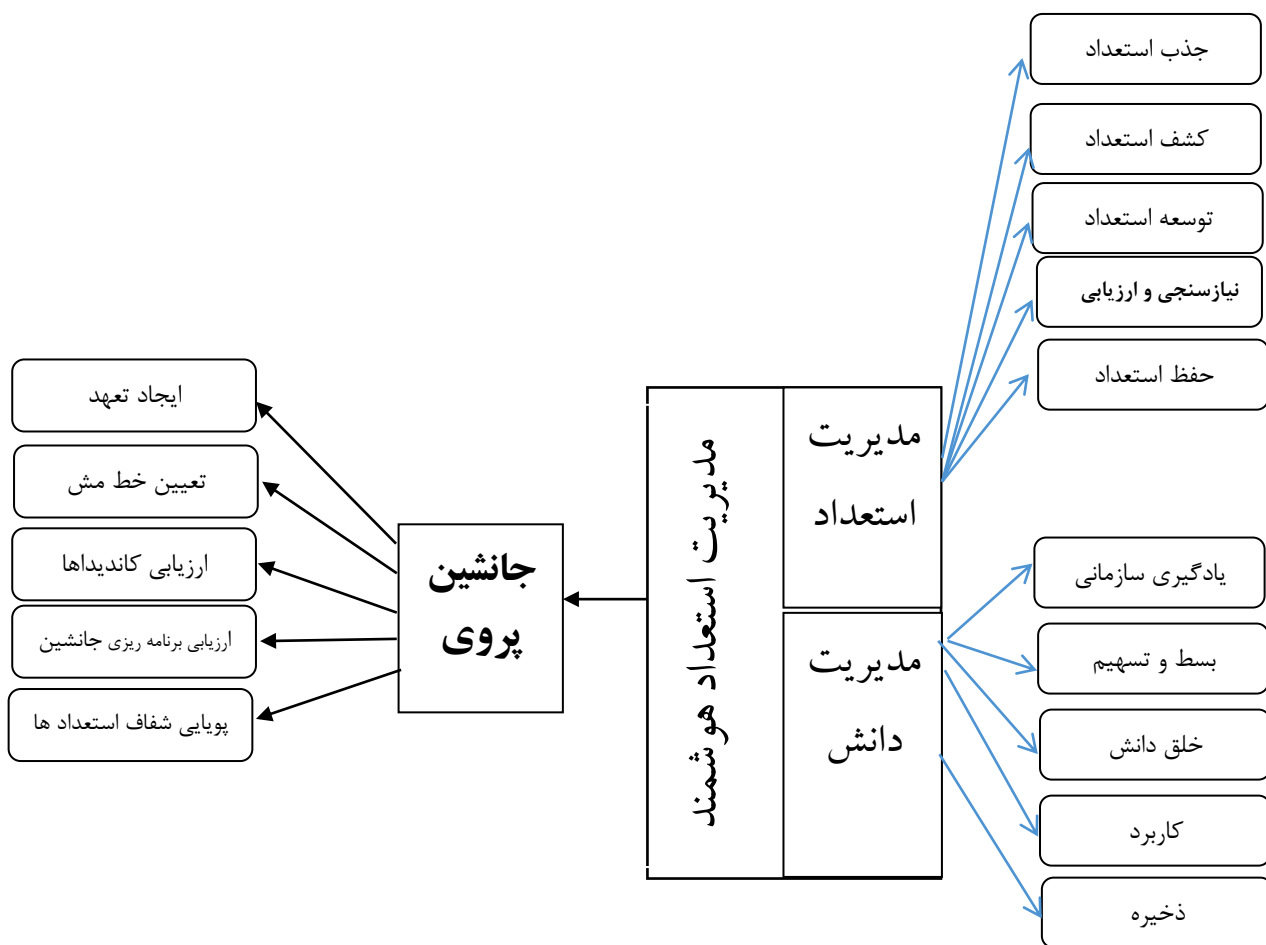 جذب استعداد
کشف استعداد
توسعه استعداد
نیازسنجی و ارزیابی
حفظ استعداد
مدیریت
استعداد
یادگیری سازمانی
بسط و تسهیم
خلق دانش
کاربرد
ذخیره
مدیریت
دانش
مدیریت استعداد هوشمند
جانشین
پروی
ایجاد تعهد
تعیین خط مش
ارزیابی کاندیداها
ارزیابی برنامه ریزی جانشین
پویایی شفاف استعداد ها